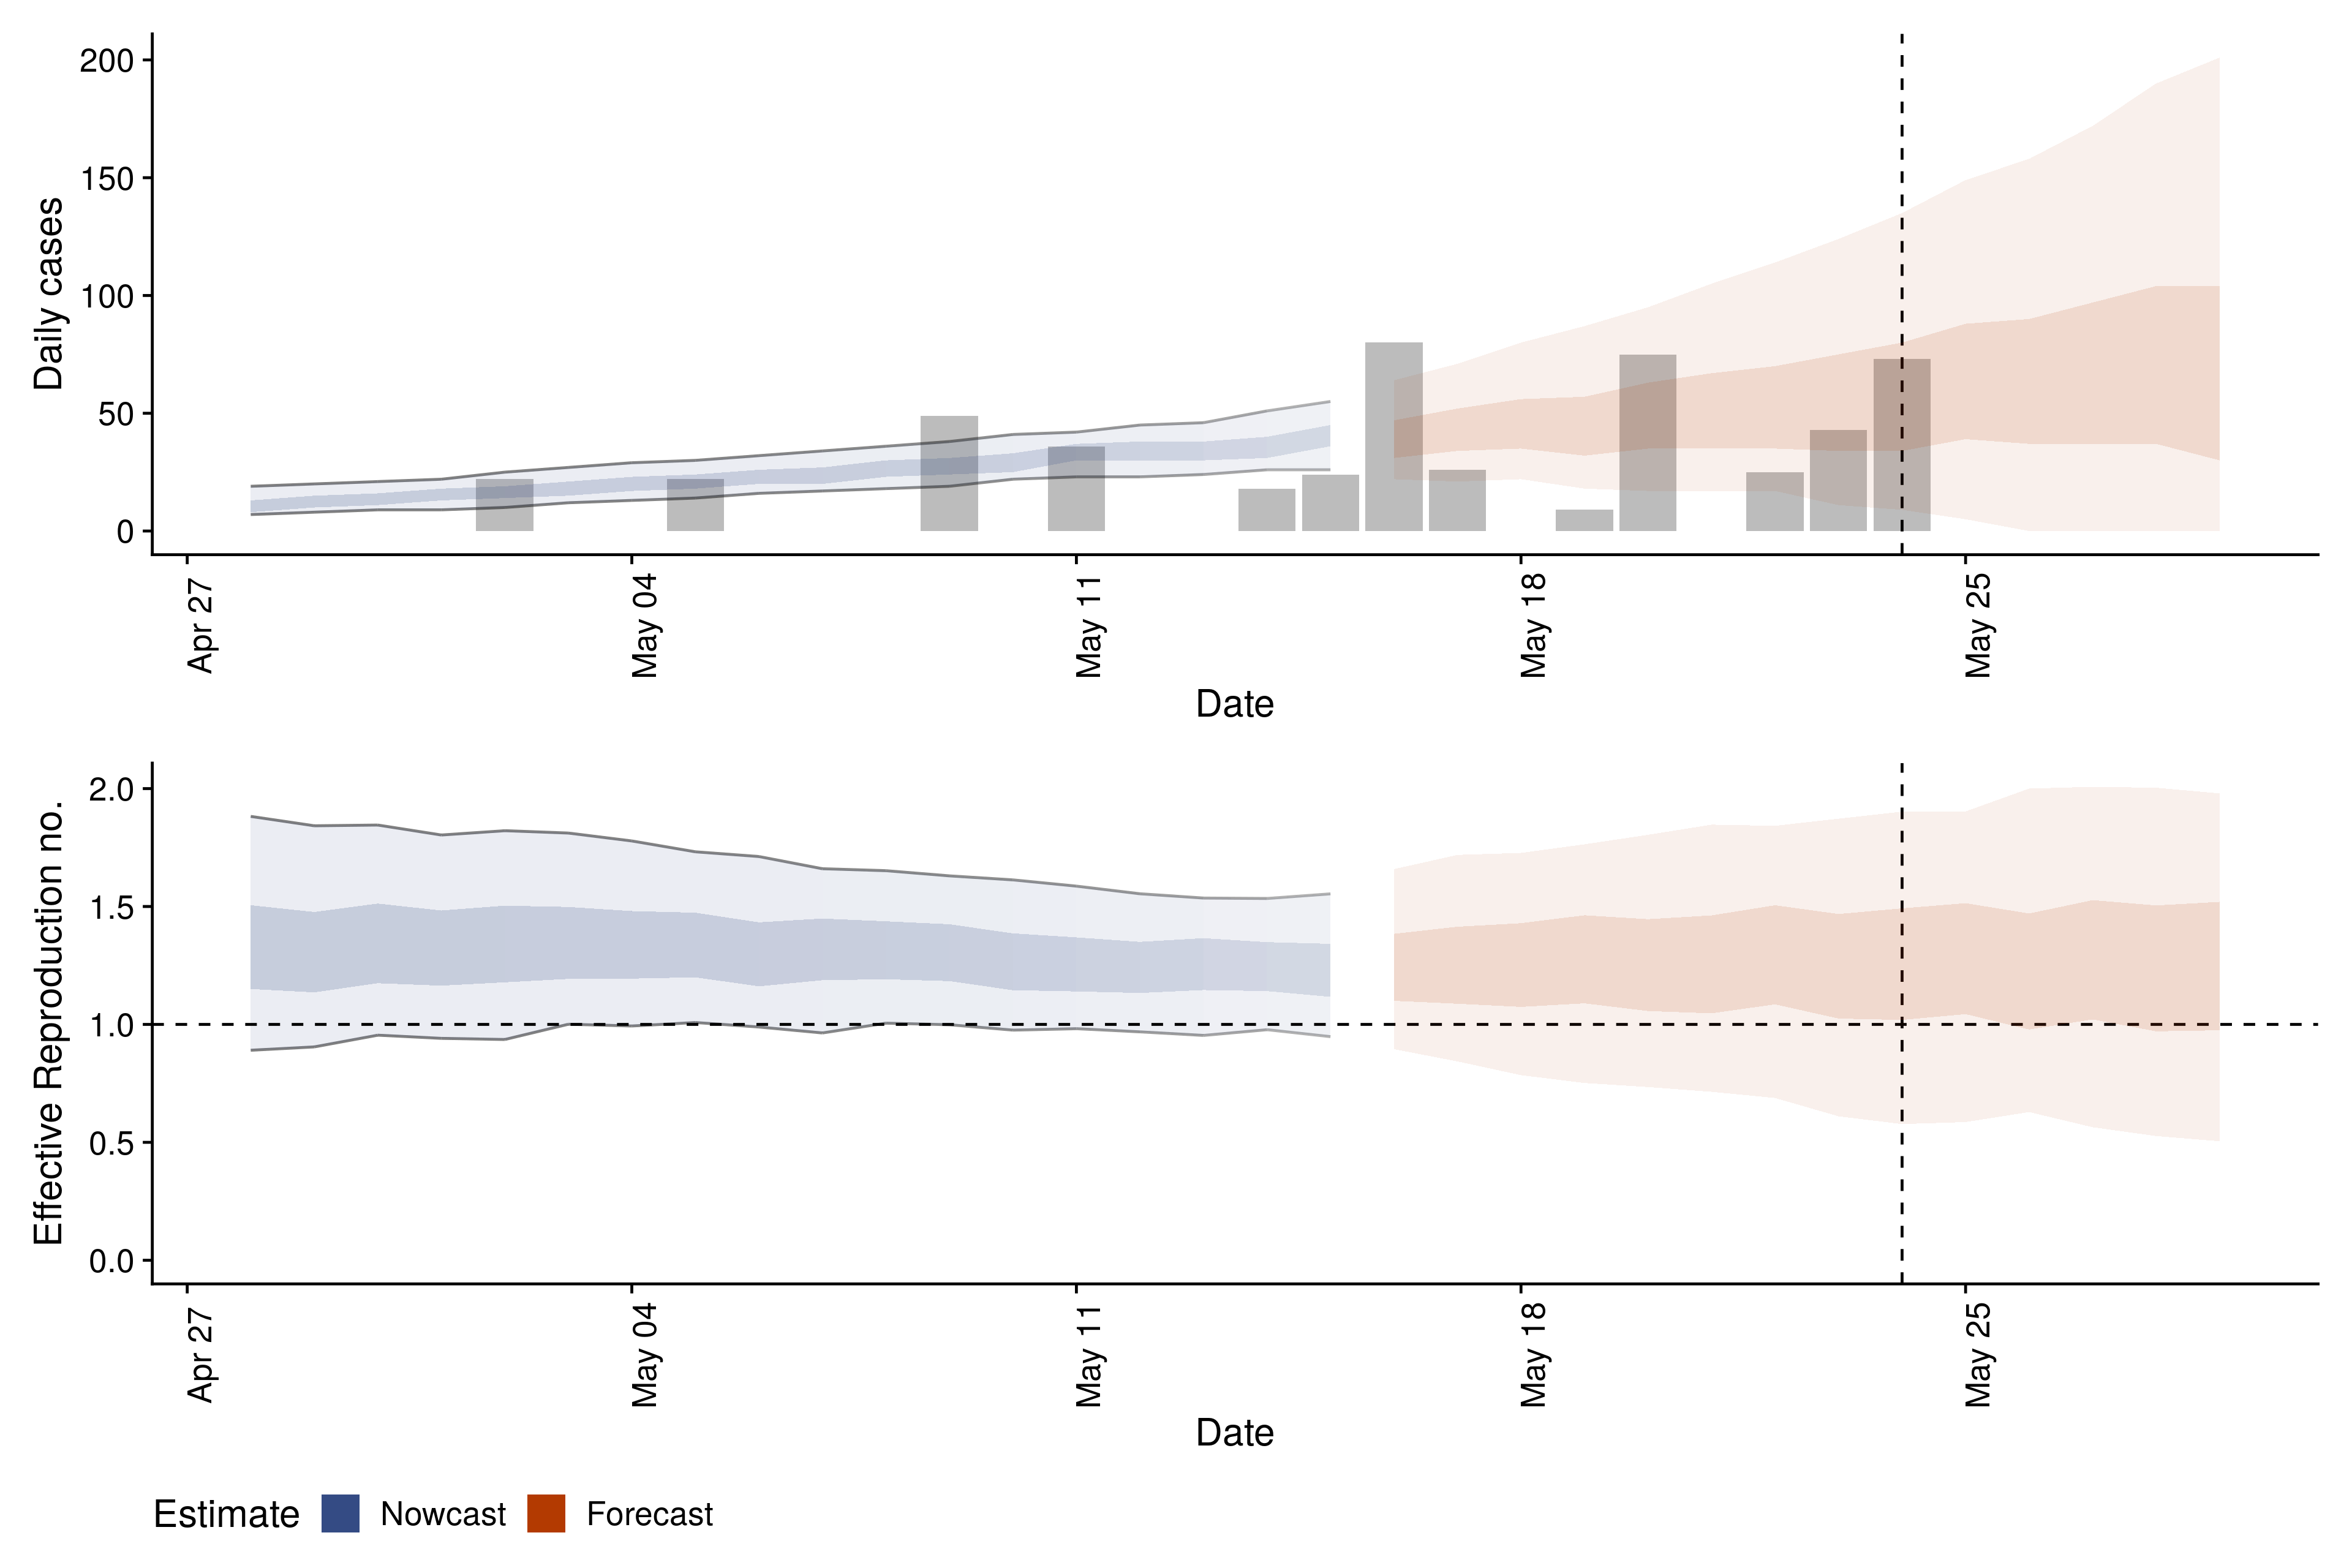 200
150
100
50
0
Daily cases
Apr 27
May 04
May 11
May 18
May 25
Date
2.0
1.5
1.0
0.5
0.0
Effective Reproduction no.
Apr 27
May 04
May 11
May 18
May 25
Date
Estimate Nowcast Forecast